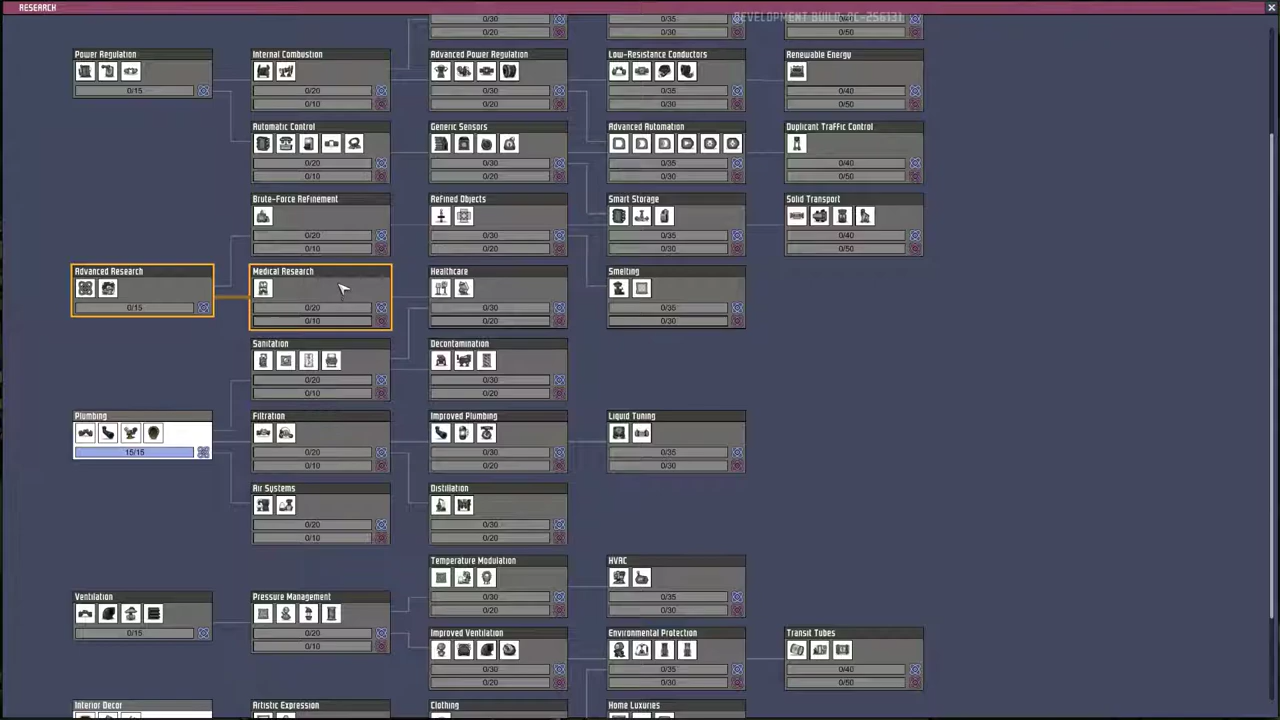 RESEARCH
DEVELOPMENT BUILD
0/30
0/35
0/30
Power Regulation
Internal Combustion
Advanced Power Regulation
Low-Resistance Conductors
Renewable Energy
0/15
0/20
0/30
0/35
0/40
0/10
0/20
0/30
0/50
Automatic Control
Generic Sensors
Advanced Automation
Duplicant Traffic Control
0/20
0/30
0/35
0/40
0/10
0/20
0/30
0/50
Brute-Force Refinement
Refined Objects
Smart Storage
Solid Transport
0/20
0/30
0/35
0/40
0/10
0/20
0/30
0/50
Advanced Research
Medical Research
Healthcare
Smelting
0/15
0/20
0/30
0/35
0/10
0/20
0/30
Sanitation
Decontamination
0/20
0/30
0/10
0/20
Plumbing
Filtration
Improved Plumbing
Liquid Tuning
15/15
0/20
0/30
0/35
0/10
0/20
0/30
Air Systems
Distillation
0/20
0/30
0/10
0/20
Temperature Modulation
HVAC
0/30
0/35
0/20
0/30
Ventilation
Pressure Management
0/15
0/20
0/10
Improved Ventilation
Environmental Protection
Transit Tubes
0/30
0/35
0/40
0/20
0/30
0/50
Interior Decor
Artistic Expression
Clothing
Home Luxuries